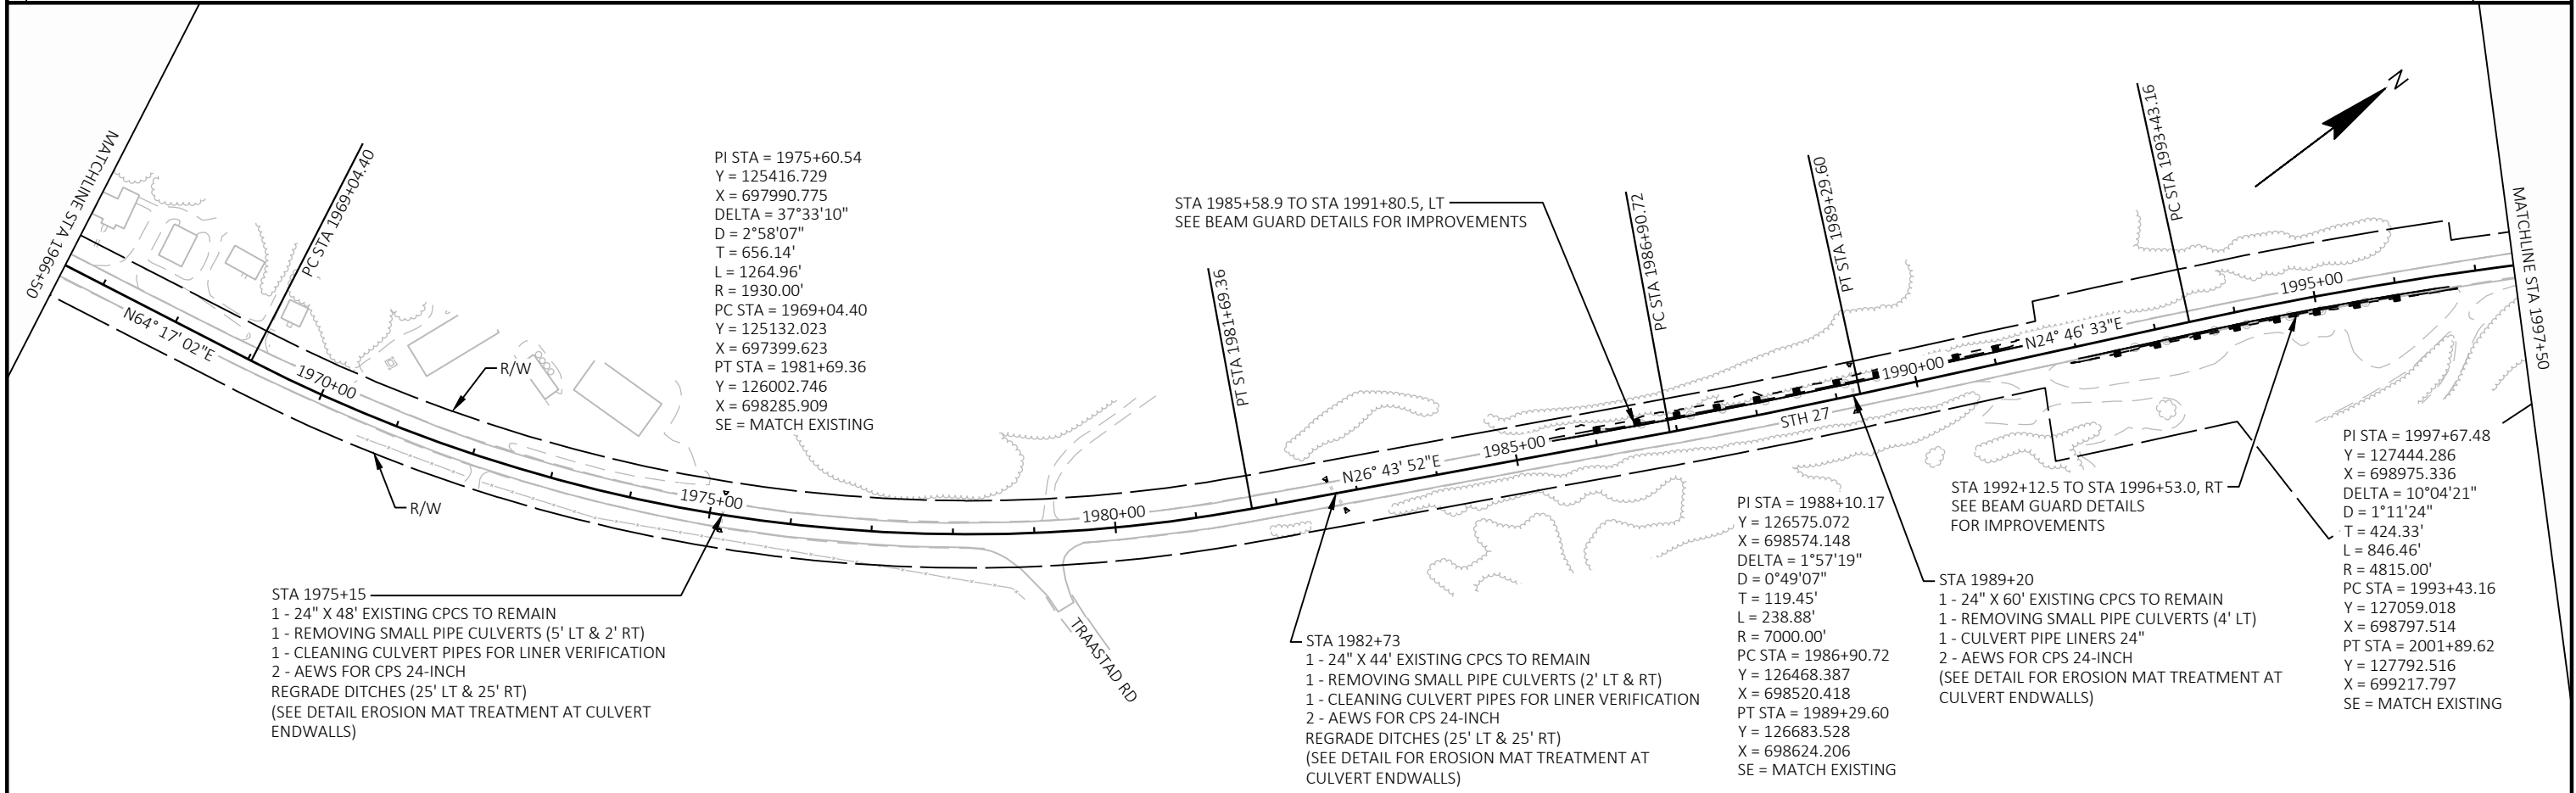 MATCHLINE STA 1966+50
N64° 17' 02"E
PC STA 1969+04.40
1970+00
R/W
R/W
1975+00
STA 1975+15
1 - 24" X 48' EXISTING CPCS TO REMAIN
1 - REMOVING SMALL PIPE CULVERTS (5' LT & 2' RT)
1 - CLEANING CULVERT PIPES FOR LINER VERIFICATION
2 - AEWS FOR CPS 24-INCH
REGRADE DITCHES (25' LT & 25' RT)
(SEE DETAIL EROSION MAT TREATMENT AT CULVERT
ENDWALLS)
PI STA = 1975+60.54
Y = 125416.729
X = 697990.775
DELTA = 37°33'10"
D = 2°58'07"
T = 656.14'
L = 1264.96'
R = 1930.00'
PC STA = 1969+04.40
Y = 125132.023
X = 697399.623
PT STA = 1981+69.36
Y = 126002.746
X = 698285.909
SE = MATCH EXISTING
1980+00
TRAASTAD RD
PT STA 1981+69.36
STA 1985+58.9 TO STA 1991+80.5, LT
SEE BEAM GUARD DETAILS FOR IMPROVEMENTS
N26° 43' 52"E
1985+00
STA 1982+73
1 - 24" X 44' EXISTING CPCS TO REMAIN
1 - REMOVING SMALL PIPE CULVERTS (2' LT & RT)
1 - CLEANING CULVERT PIPES FOR LINER VERIFICATION
2 - AEWS FOR CPS 24-INCH
REGRADE DITCHES (25' LT & 25' RT)
(SEE DETAIL FOR EROSION MAT TREATMENT AT
CULVERT ENDWALLS)
PC STA 1986+90.72
PT STA 1989+29.60
STH 27
1990+00
PI STA = 1988+10.17
Y = 126575.072
X = 698574.148
DELTA = 1°57'19"
D = 0°49'07"
T = 119.45'
L = 238.88'
R = 7000.00'
PC STA = 1986+90.72
Y = 126468.387
X = 698520.418
PT STA = 1989+29.60
Y = 126683.528
X = 698624.206
SE = MATCH EXISTING
N24° 46' 33"E
PC STA 1993+43.16
1995+00
STA 1992+12.5 TO STA 1996+53.0, RT
SEE BEAM GUARD DETAILS
FOR IMPROVEMENTS
STA 1989+20
1 - 24" X 60' EXISTING CPCS TO REMAIN
1 - REMOVING SMALL PIPE CULVERTS (4' LT)
1 - CULVERT PIPE LINERS 24"
2 - AEWS FOR CPS 24-INCH
(SEE DETAIL FOR EROSION MAT TREATMENT AT
CULVERT ENDWALLS)
N
MATCHLINE STA 1997+50
PI STA = 1997+67.48
Y = 127444.286
X = 698975.336
DELTA = 10°04'21"
D = 1°11'24"
T = 424.33'
L = 846.46'
R = 4815.00'
PC STA = 1993+43.16
Y = 127059.018
X = 698797.514
PT STA = 2001+89.62
Y = 127792.516
X = 699217.797
SE = MATCH EXISTING